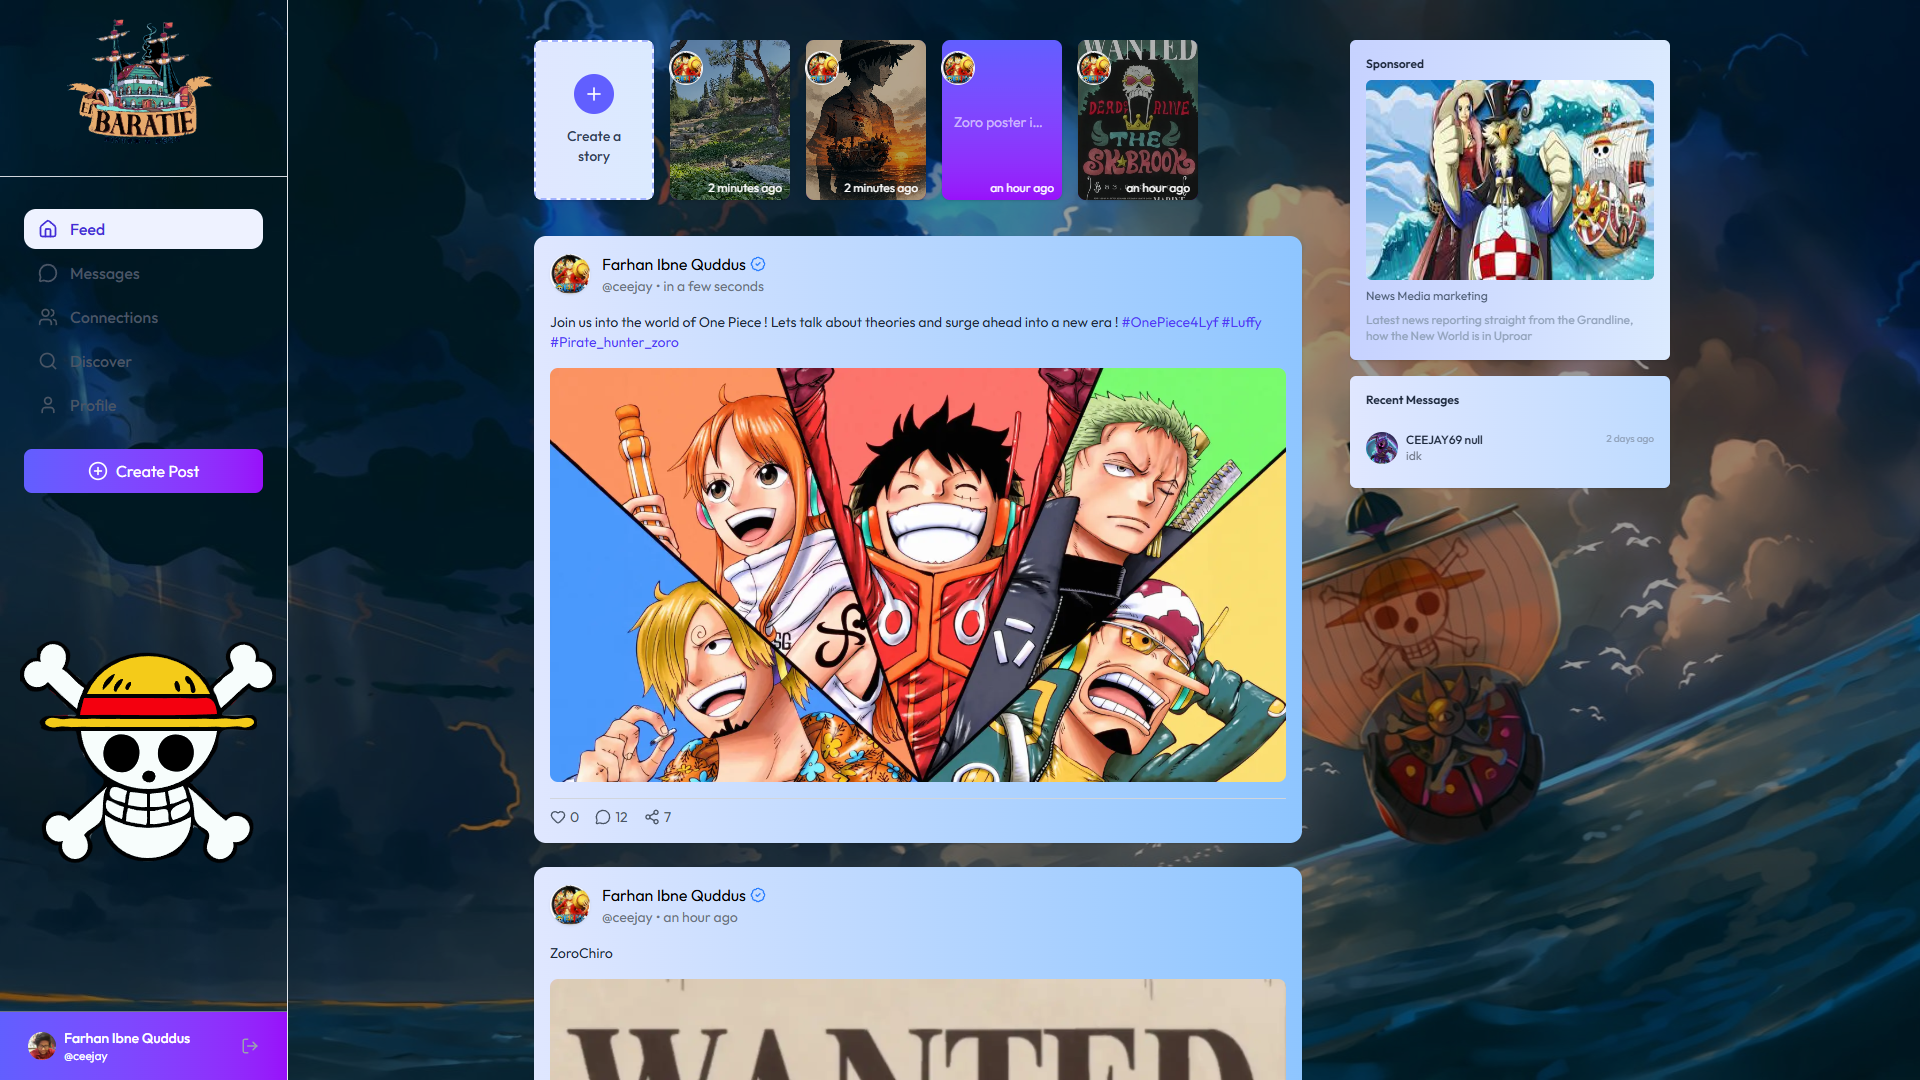 BARATIE
Feed
Messages
Connections
Discover
Profile
Create Post
Farhan Ibne Quddus
@ceejay
Create a
story
2 minutes ago
2 minutes ago
Zoro poster i...
an hour ago
WANTED
DEAD ALIVE
THE
an hour ago
Farhan Ibne Quddus
@ceejay • in a few seconds
Join us into the world of One Piece ! Lets talk about theories and surge ahead into a new era ! #OnePiece4Lyf #Luffy
#Pirate_hunter_zoro
0
12
7
Farhan Ibne Quddus
@ceejay • an hour ago
ZoroChiro
WANTED
Sponsored
News Media marketing
Latest news reporting straight from the Grandline,
how the New World is in Uproar
Recent Messages
CEEJAY69 null
2 days ago
idk